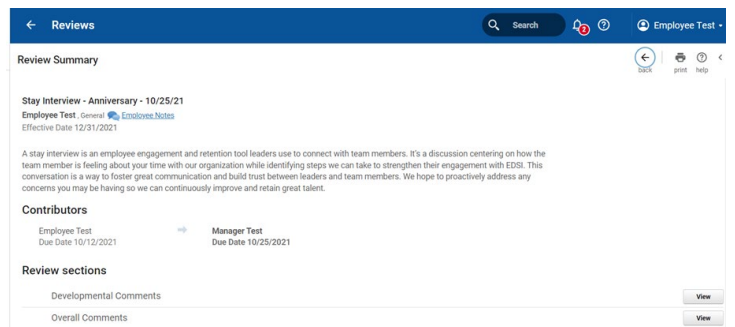 Reviews
Search
2
Employee Test
Review Summary
back
print
help
Stay Interview - Anniversary - 10/25/21
Employee Test , General Employee Notes
Effective Date 12/31/2021
A stay interview is an employee engagement and retention tool leaders use to connect with team members. It's a discussion centering on how the
team member is feeling about your time with our organization while identifying steps we can take to strengthen their engagement with EDSI. This
conversation is a way to foster great communication and build trust between leaders and team members. We hope to proactively address any
concerns you may be having so we can continuously improve and retain great talent.
Contributors
Employee Test
Due Date 10/12/2021
Manager Test
Due Date 10/25/2021
Review sections
Developmental Comments
View
Overall Comments
View